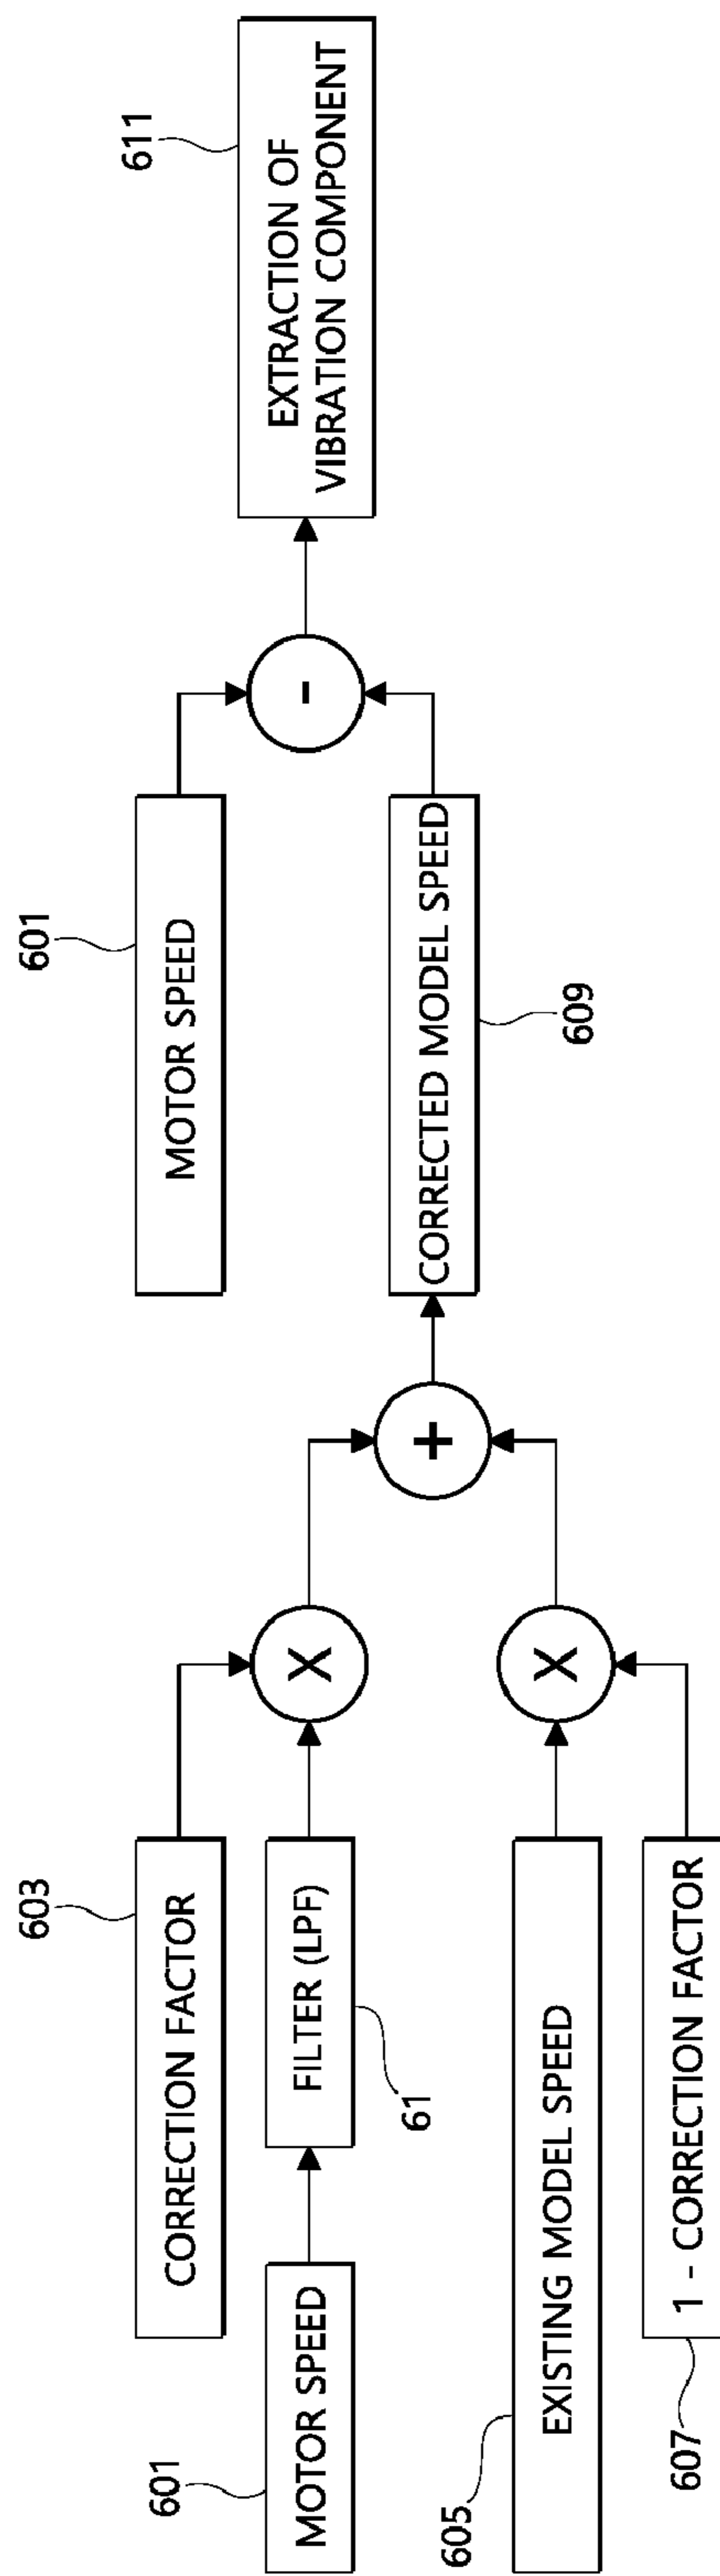 603
CORRECTION FACTOR
601
MOTOR SPEED
FILTER (LPF)
61
X
605
EXISTING MODEL SPEED
X
607
1 - CORRECTION FACTOR
+
601
MOTOR SPEED
CORRECTED MODEL SPEED
609
-
611
EXTRACTION OF
VIBRATION COMPONENT